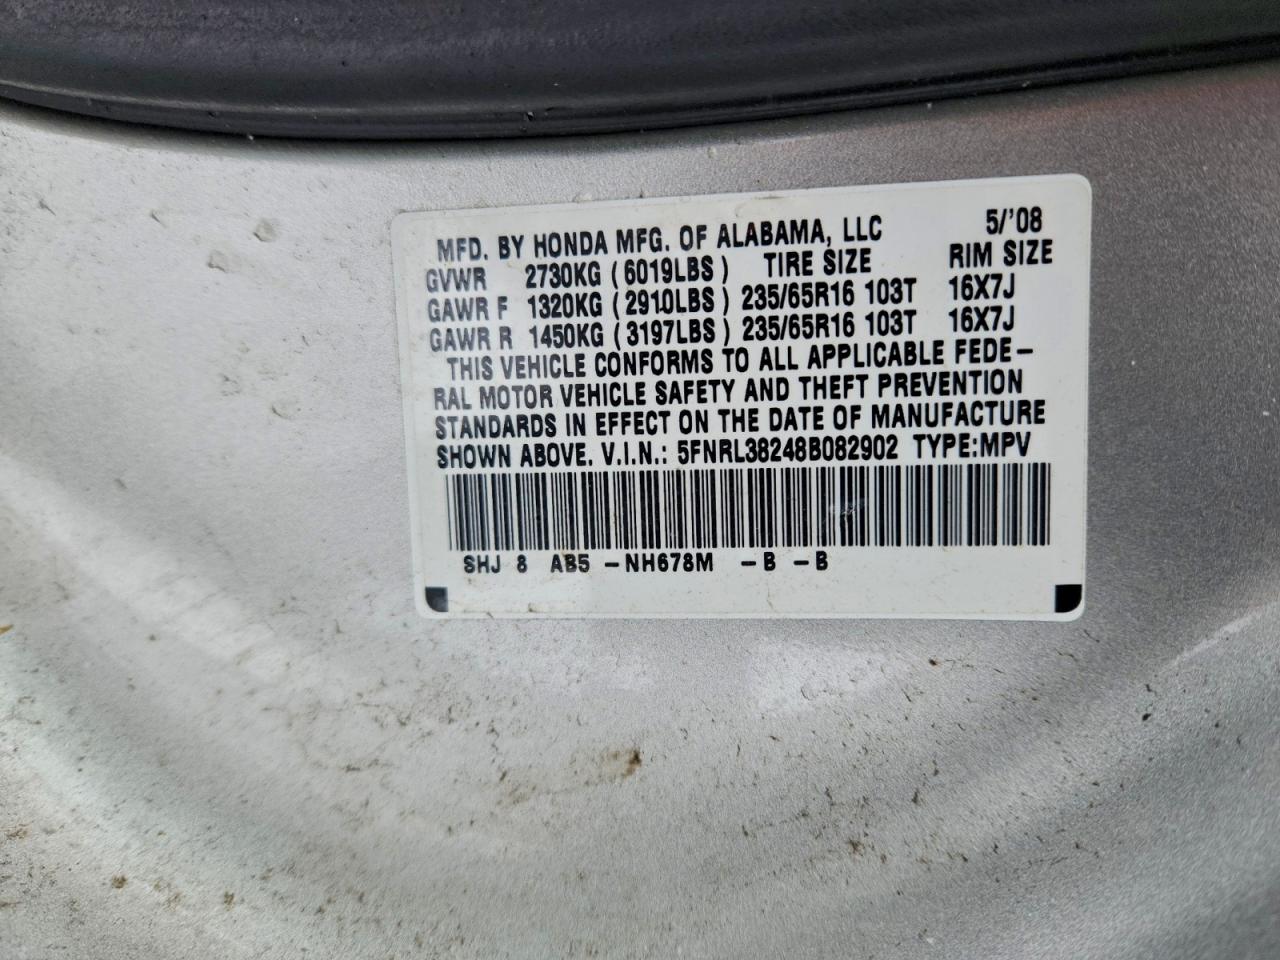 MFD. BY HONDA MFG. OF ALABAMA, LLC 5/'08
GVWR 2730KG (6019LBS) TIRE SIZE RIM SIZE
GAWR F 1320KG (2910LBS) 235/65R16 103T 16X7J
GAWR R 1450KG (3197LBS) 235/65R16 103T 16X7J
THIS VEHICLE CONFORMS TO ALL APPLICABLE FEDE-
RAL MOTOR VEHICLE SAFETY AND THEFT PREVENTION
STANDARDS IN EFFECT ON THE DATE OF MANUFACTURE
SHOWN ABOVE. V.I.N.: 5FNRL38248B082902 TYPE:MPV
SHJ 8 AB5 -NH678M -B -B